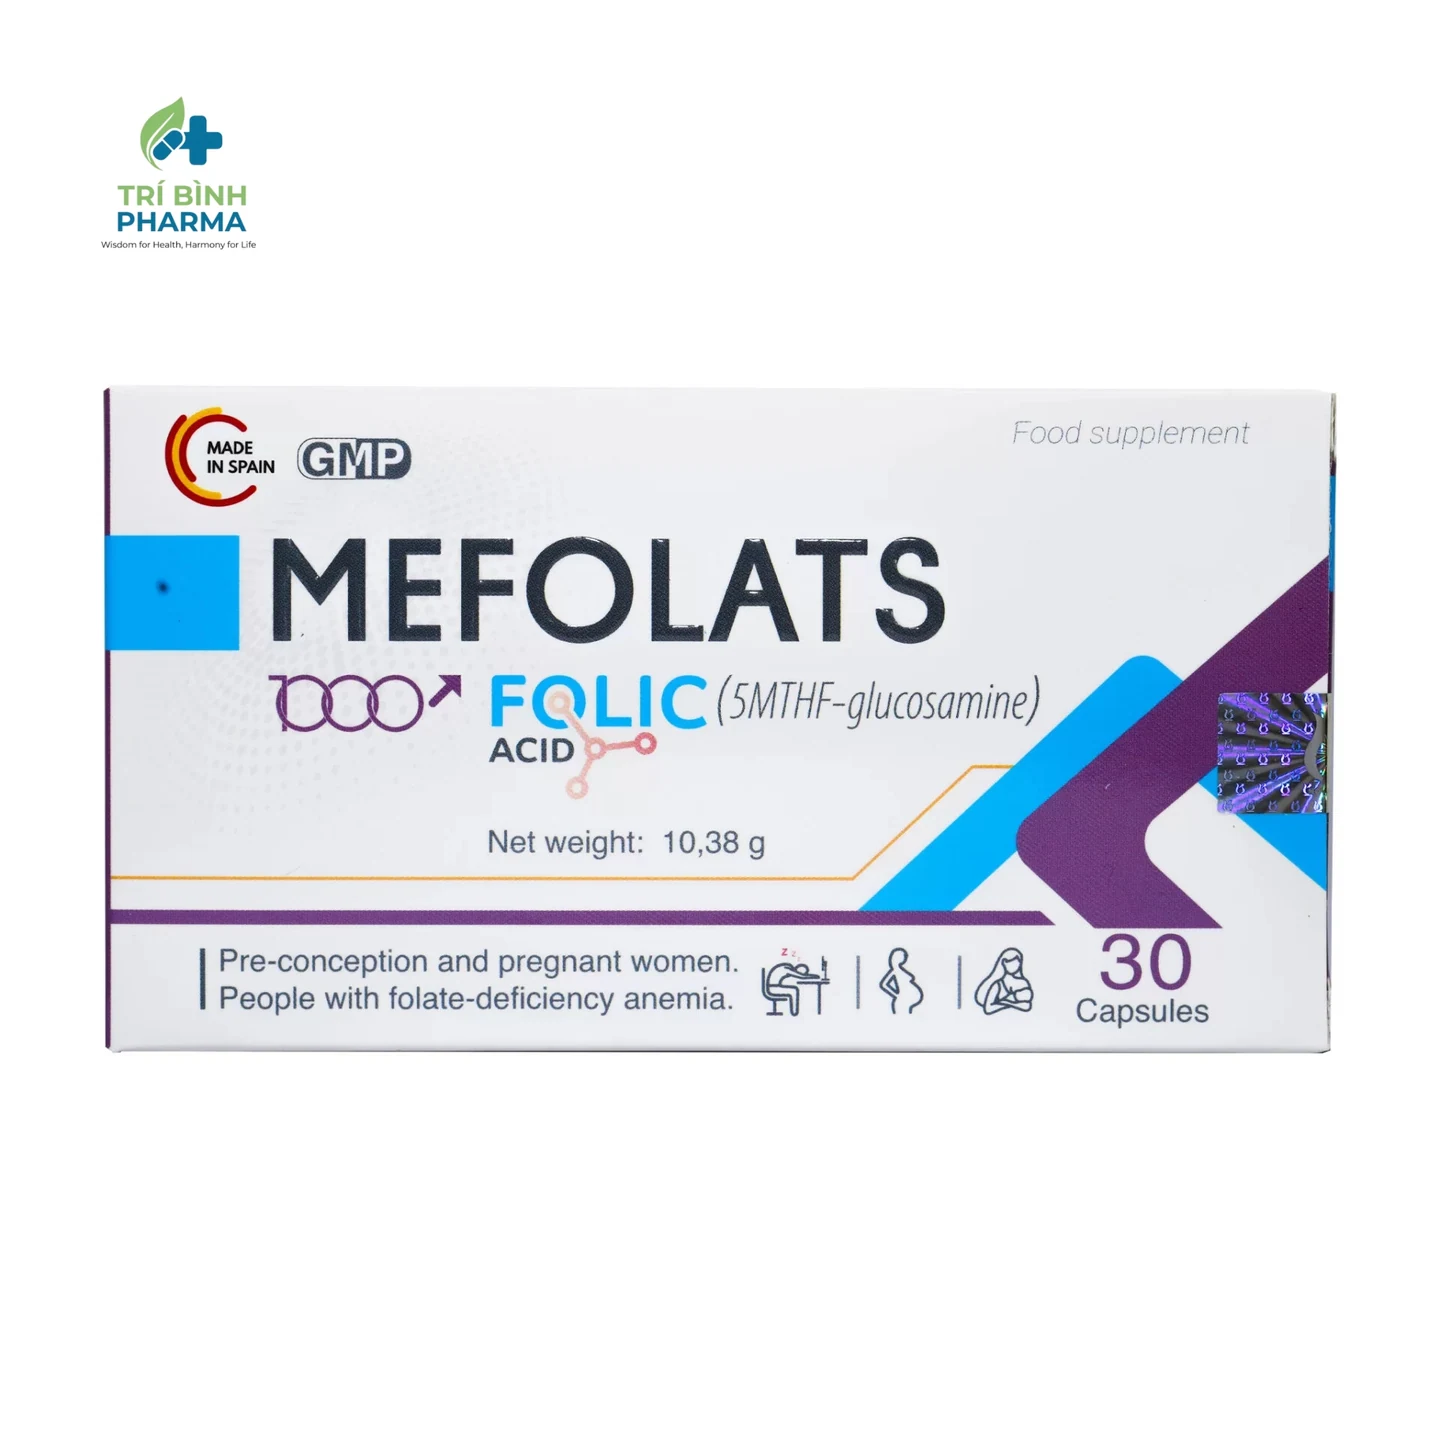 TRÍ BÌNH
PHARMA
Wisdom for Health, Harmony for Life
MADE
IN SPAIN
GMP
Food supplement
MEFOLATS
1000
FOLIC (5MTHF-glucosamine)
ACID
Net weight: 10,38 g
Pre-conception and pregnant women.
People with folate-deficiency anemia.
z z z
30
Capsules